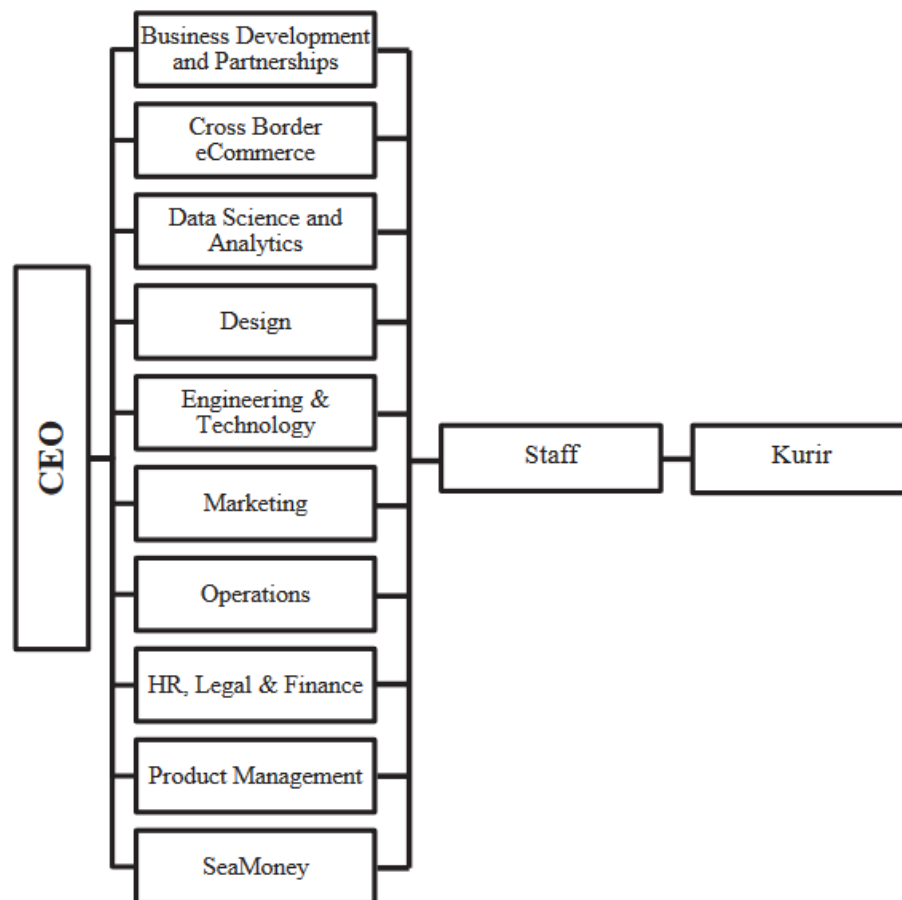 CEO
Business Development
and Partnerships
Cross Border
eCommerce
Data Science and
Analytics
Design
Engineering &
Technology
Marketing
Operations
HR, Legal & Finance
Product Management
SeaMoney
Staff
Kurir